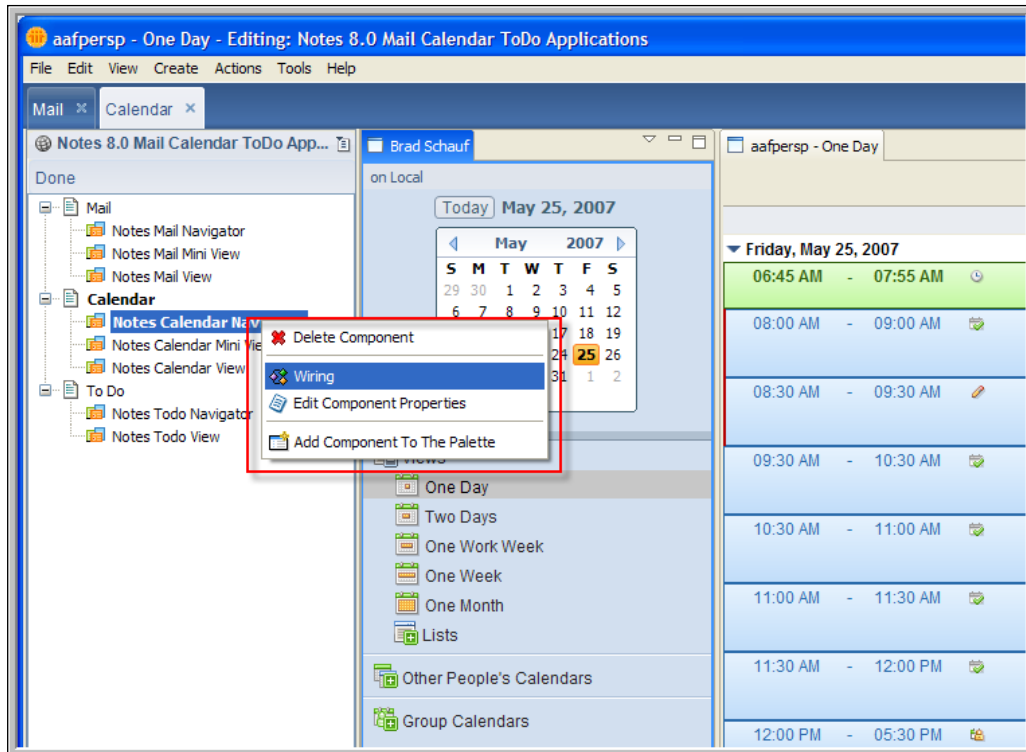 aafpersp - One Day - Editing: Notes 8.0 Mail Calendar ToDo Applications
File Edit View Create Actions Tools Help
Mail Calendar
Notes 8.0 Mail Calendar ToDo App...
Done
Mail
Notes Mail Navigator
Notes Mail Mini View
Notes Mail View
Calendar
Notes Calendar Nav
Notes Calendar Mini Vie
Notes Calendar View
To Do
Notes Todo Navigator
Notes Todo View
Delete Component
Wiring
Edit Component Properties
Add Component To The Palette
Brad Schauf
on Local
Today May 25, 2007
May 2007
S M T W T F S
29 30 1 2 3 4 5
6 7 8 9 10 11 12
17 18 19
24 25 26
31 1 2
Views
One Day
Two Days
One Work Week
One Week
One Month
Lists
Other People's Calendars
Group Calendars
aafpersp - One Day
Friday, May 25, 2007
06:45 AM - 07:55 AM
08:00 AM - 09:00 AM
08:30 AM - 09:30 AM
09:30 AM - 10:30 AM
10:30 AM - 11:00 AM
11:00 AM - 11:30 AM
11:30 AM - 12:00 PM
12:00 PM - 05:30 PM